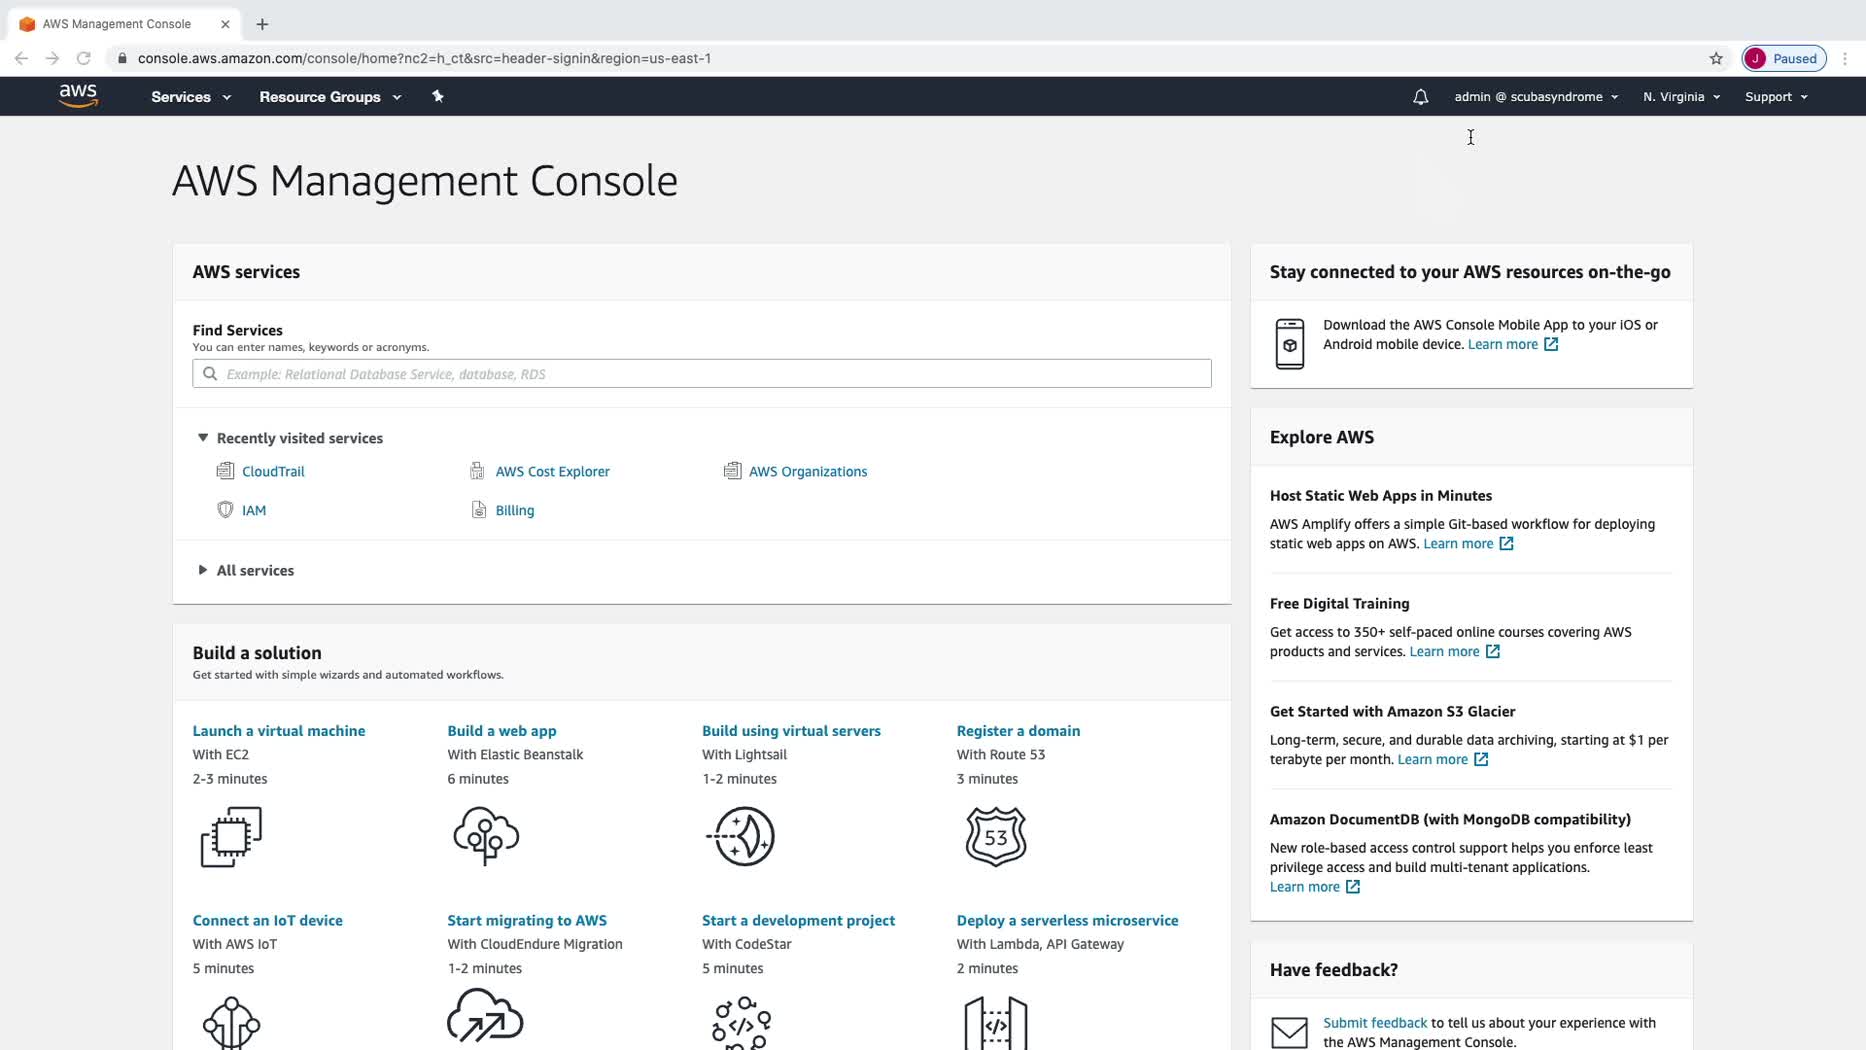 AWS Management Console
console.aws.amazon.com/console/home?nc2=h_ct&src=header-signin&region=us-east-1
J Paused
aws Services Resource Groups admin @ scubasyndrome N. Virginia Support
AWS Management Console
AWS services
Find Services
You can enter names, keywords or acronyms.
Example: Relational Database Service, database, RDS
Recently visited services
CloudTrail
AWS Cost Explorer
AWS Organizations
IAM
Billing
All services
Build a solution
Get started with simple wizards and automated workflows.
Launch a virtual machine
With EC2
2-3 minutes
Build a web app
With Elastic Beanstalk
6 minutes
Build using virtual servers
With Lightsail
1-2 minutes
Register a domain
With Route 53
3 minutes
53
Connect an IoT device
With AWS IoT
5 minutes
Start migrating to AWS
With CloudEndure Migration
1-2 minutes
Start a development project
With CodeStar
5 minutes
</>
Deploy a serverless microservice
With Lambda, API Gateway
2 minutes
</>
Stay connected to your AWS resources on-the-go
Download the AWS Console Mobile App to your iOS or
Android mobile device. Learn more
Explore AWS
Host Static Web Apps in Minutes
AWS Amplify offers a simple Git-based workflow for deploying
static web apps on AWS. Learn more
Free Digital Training
Get access to 350+ self-paced online courses covering AWS
products and services. Learn more
Get Started with Amazon S3 Glacier
Long-term, secure, and durable data archiving, starting at $1 per
terabyte per month. Learn more
Amazon DocumentDB (with MongoDB compatibility)
New role-based access control support helps you enforce least
privilege access and build multi-tenant applications.
Learn more
Have feedback?
Submit feedback to tell us about your experience with
the AWS Management Console.